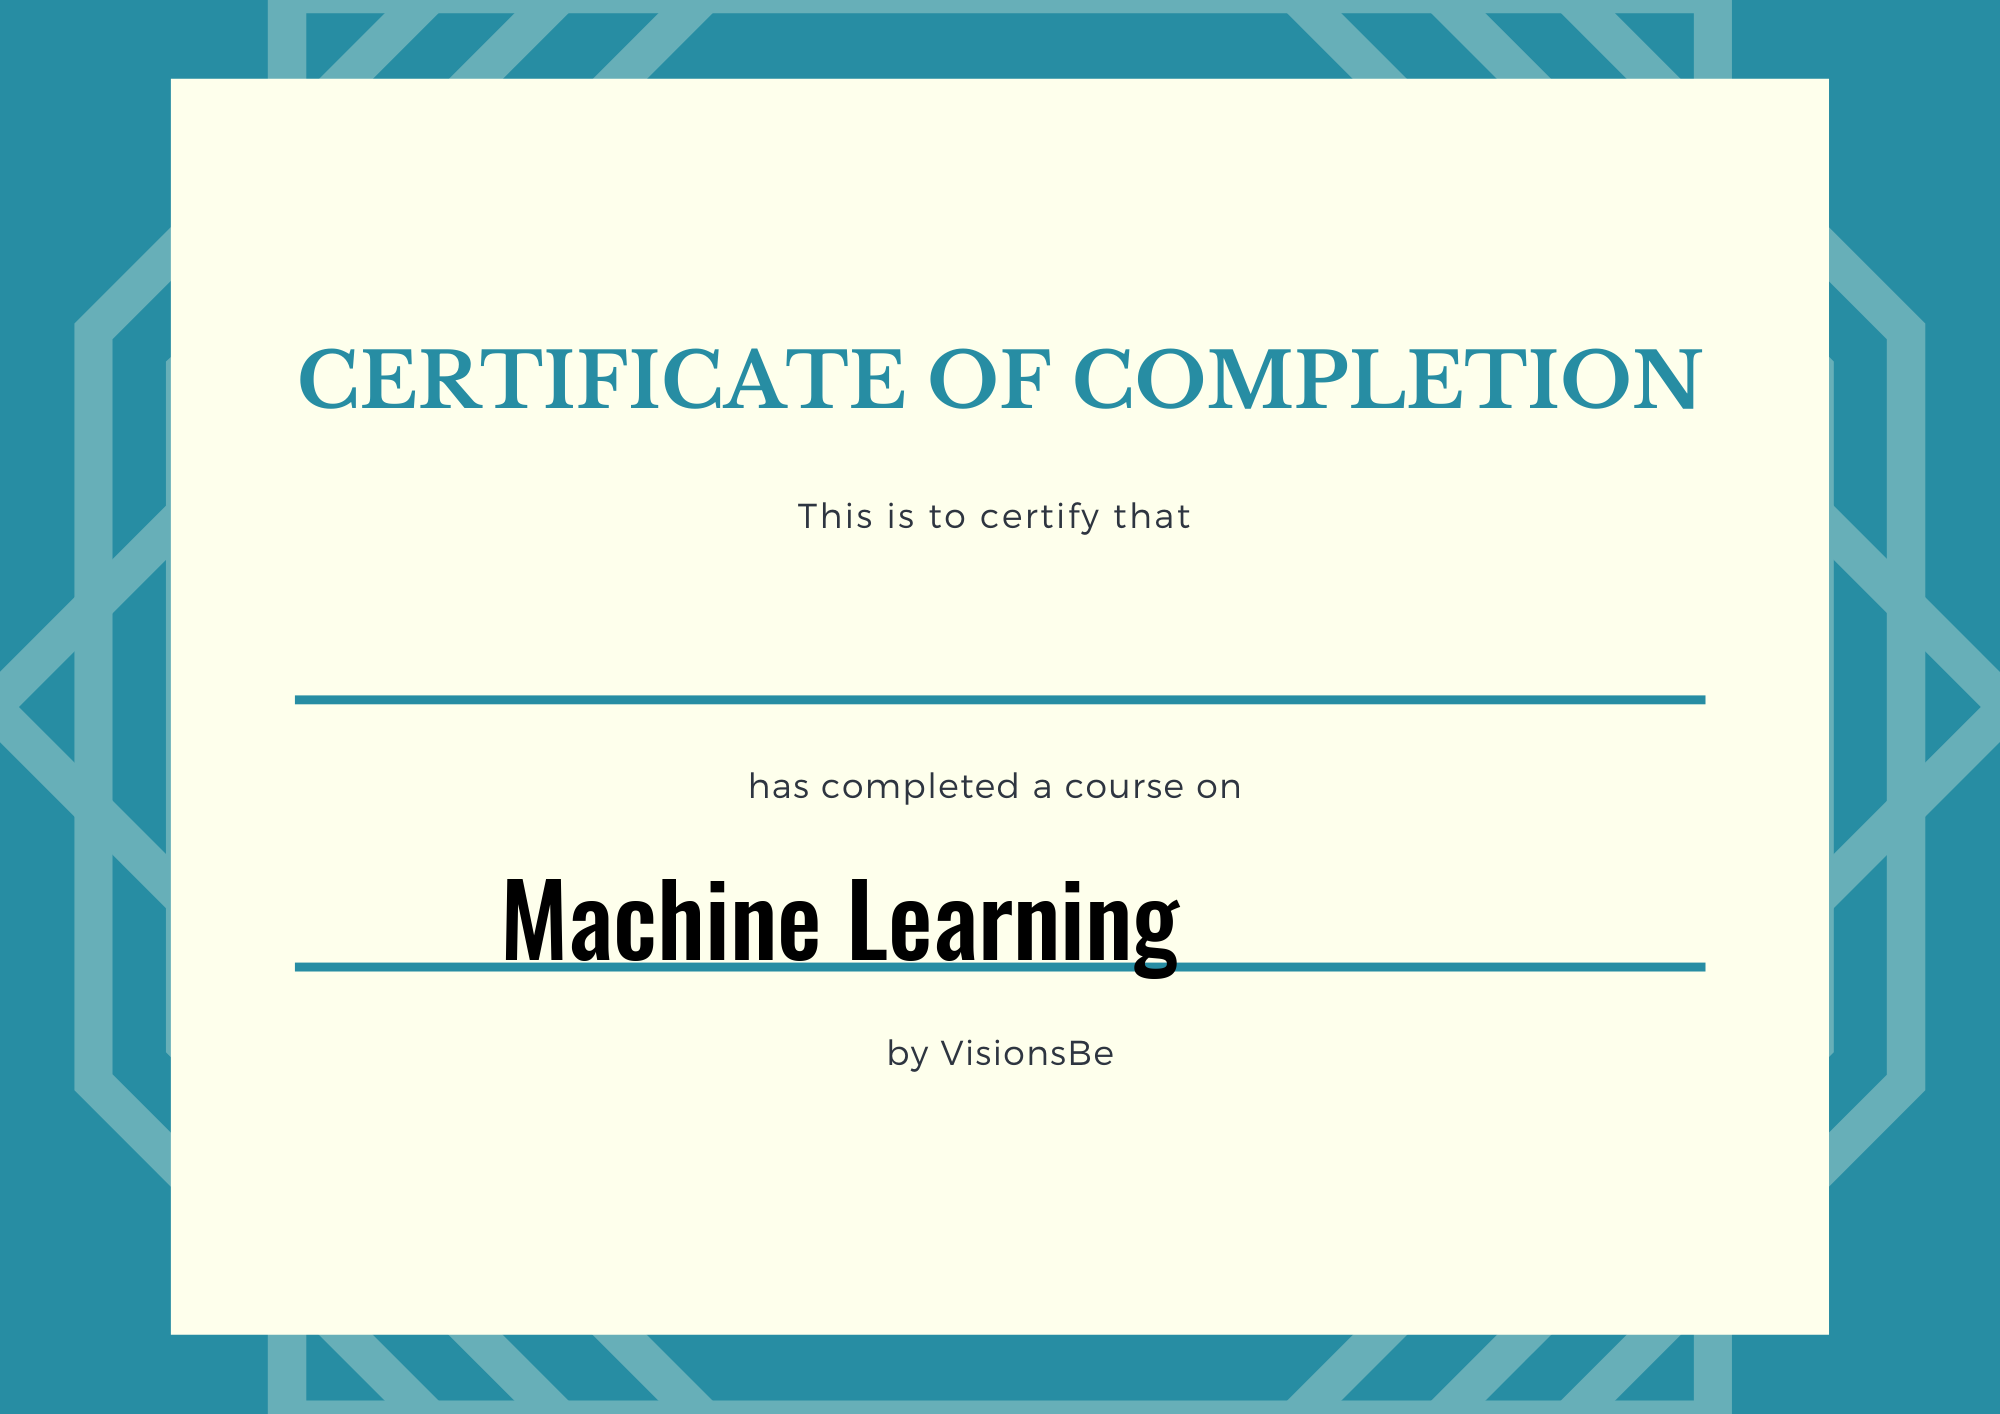 CERTIFICATE OF COMPLETION
This is to certify that
has completed a course on
Machine Learning
by VisionsBe